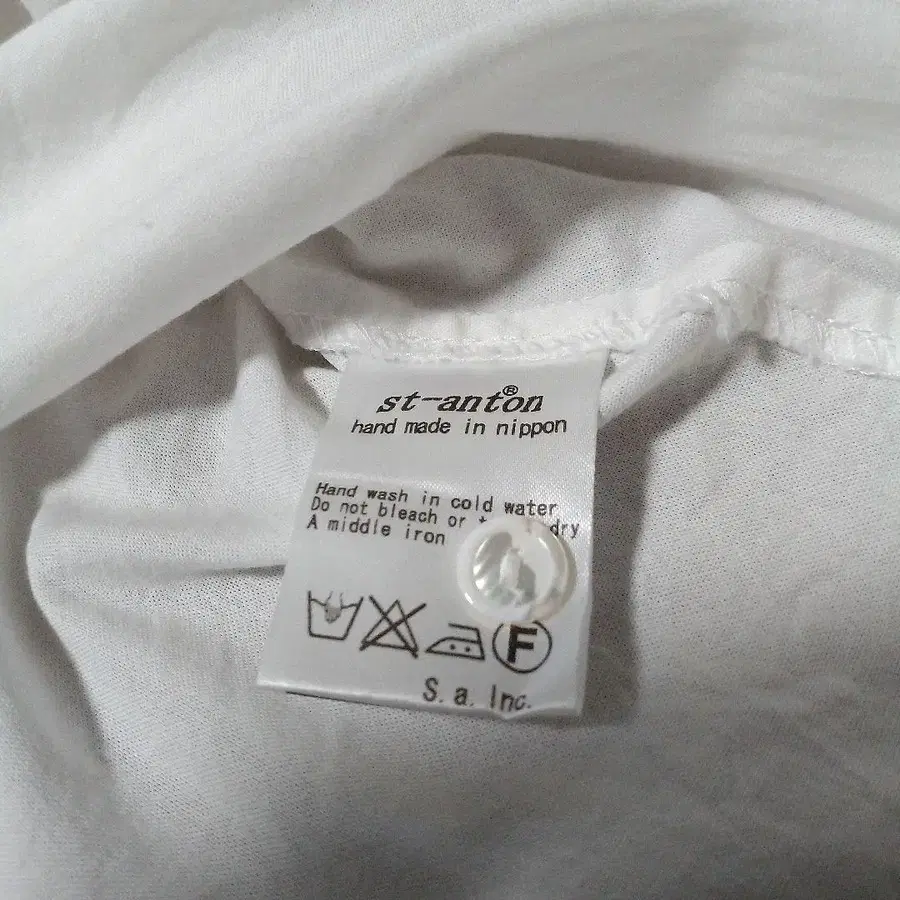 st-anton®
hand made in nippon
Hand wash in cold water
Do not bleach or dry
A middle iron
F
S. a. Inc.